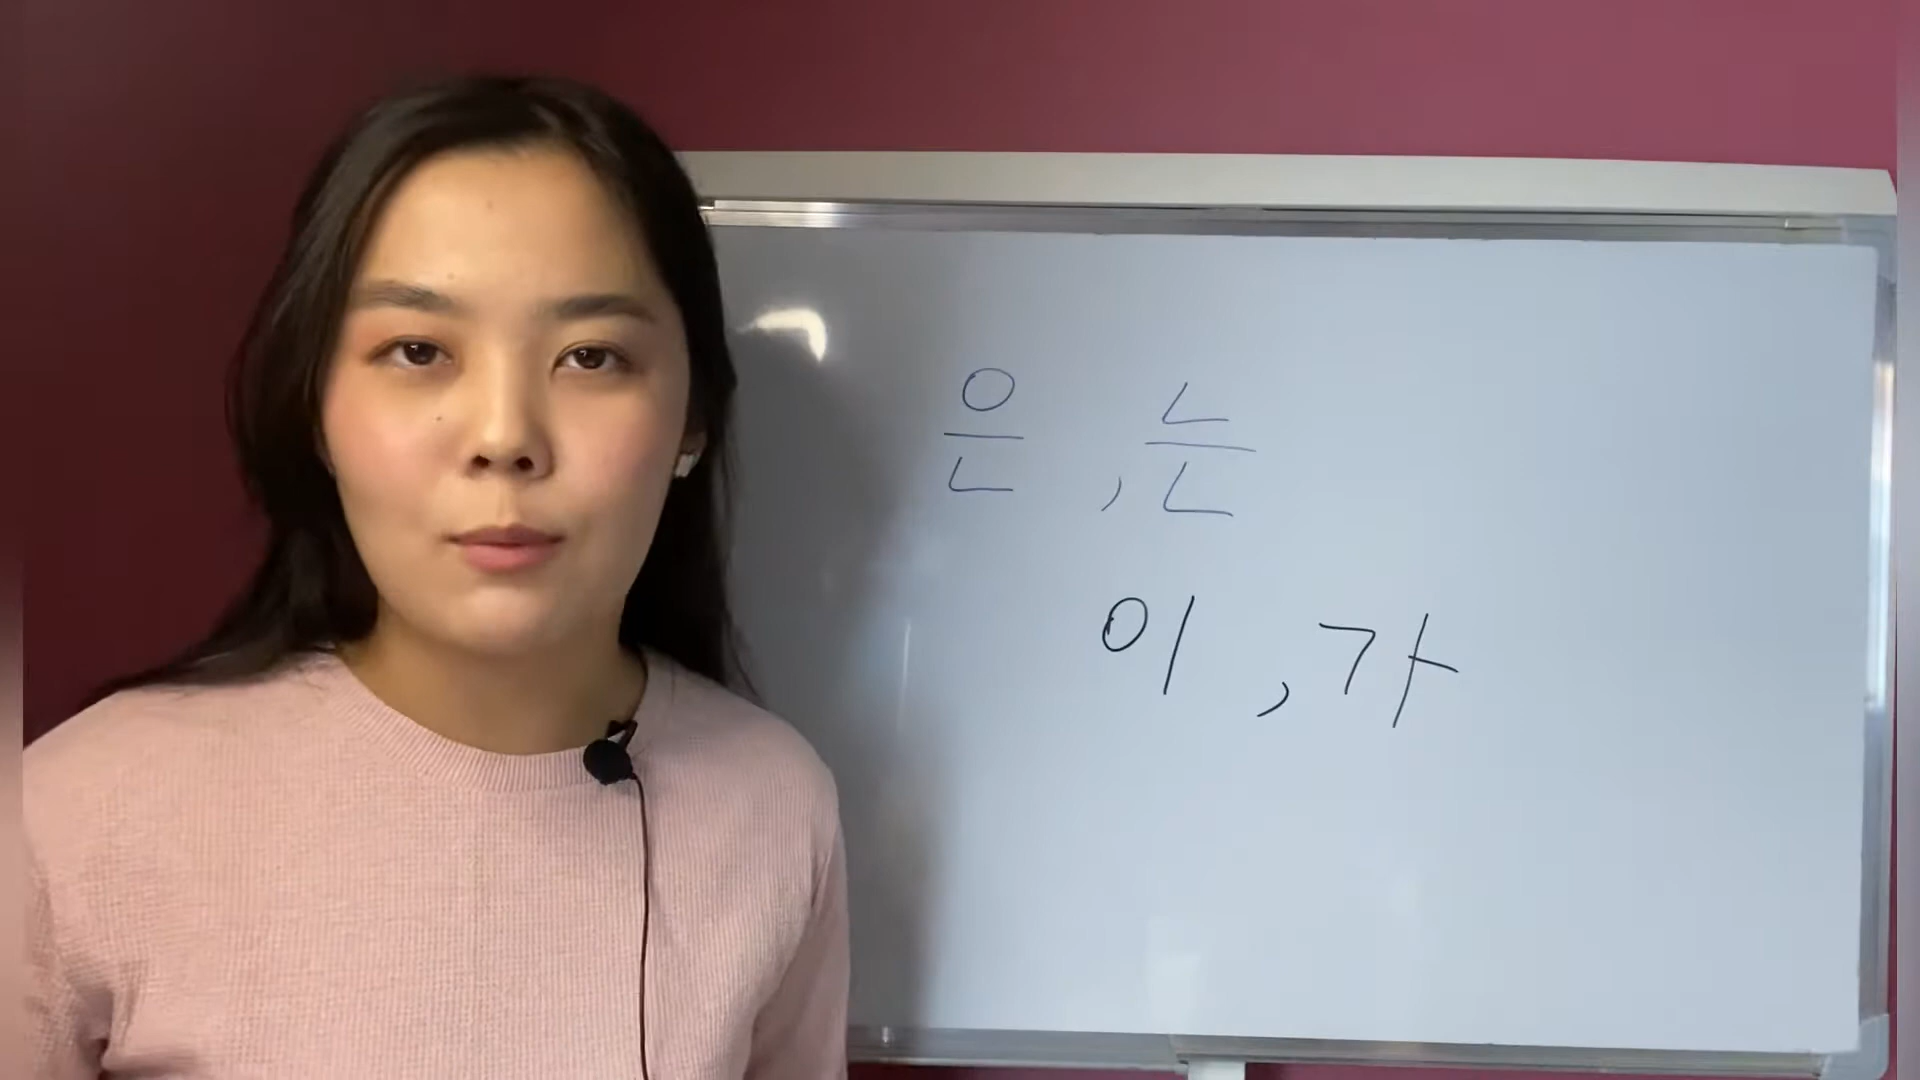 은 , 는
이 , 가